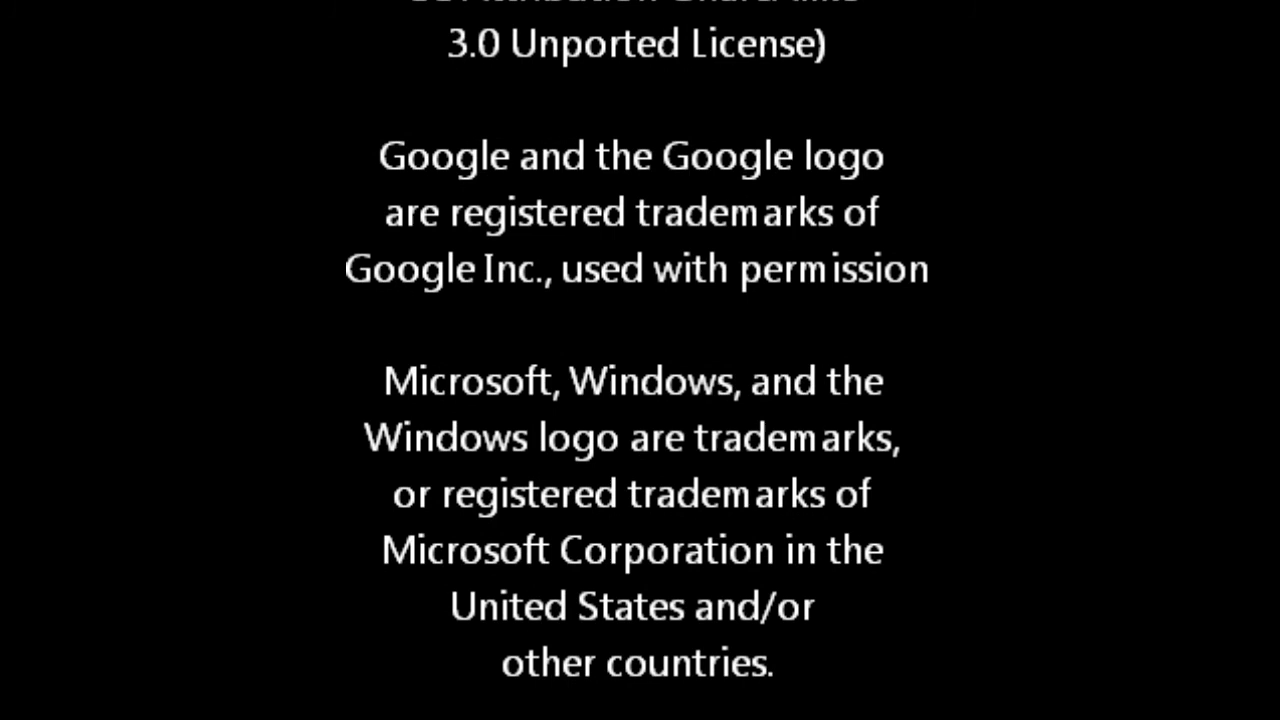 3.0 Unported License)
Google and the Google logo
are registered trademarks of
Google Inc., used with permission
Microsoft, Windows, and the
Windows logo are trademarks,
or registered trademarks of
Microsoft Corporation in the
United States and/or
other countries.